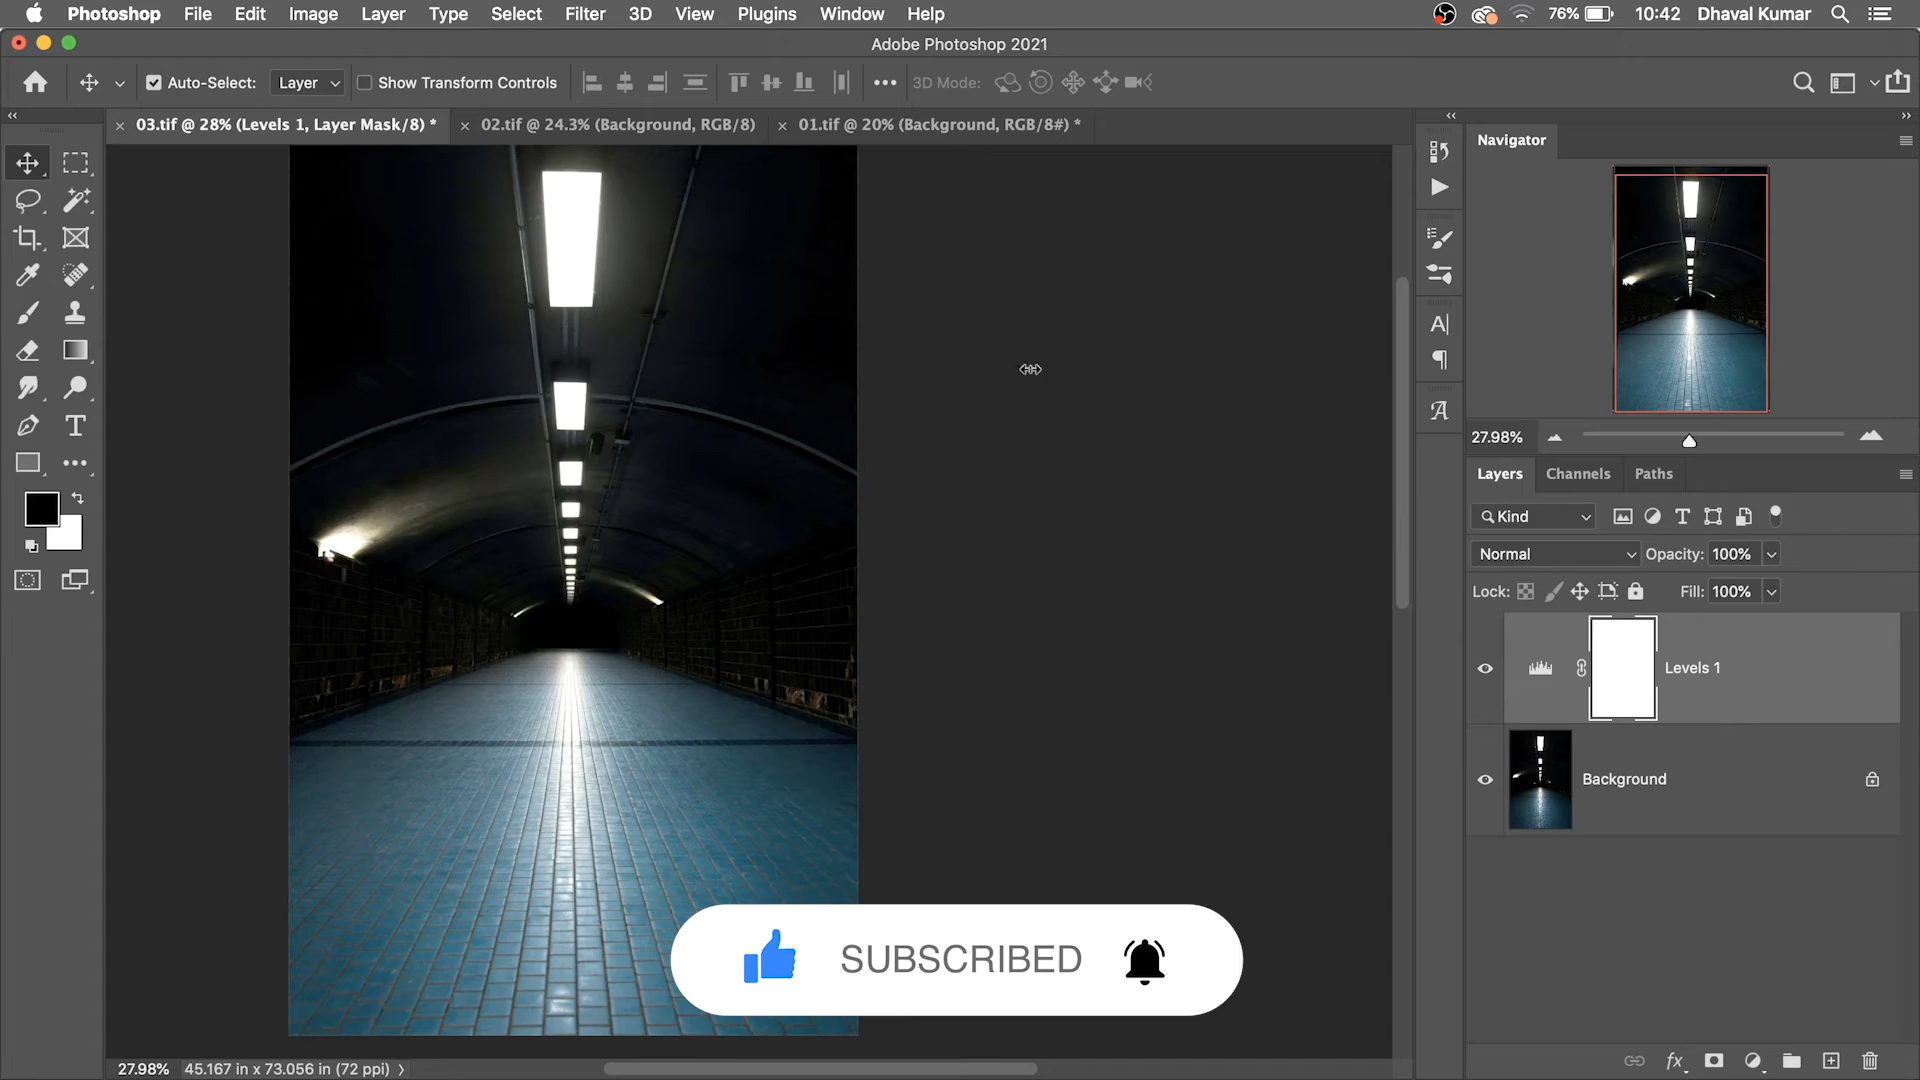 Photoshop File Edit Image Layer Type Select Filter 3D View Plugins Window Help 76% 10:42 Dhaval Kumar
Adobe Photoshop 2021
Auto-Select: Layer Show Transform Controls 3D Mode:
03.tif @ 28% (Levels 1, Layer Mask/8) * 02.tif @ 24.3% (Background, RGB/8) 01.tif @ 20% (Background, RGB/8#) *
Navigator
27.98%
Layers Channels Paths
Kind
Normal Opacity: 100%
Lock: Fill: 100%
Levels 1
Background
SUBSCRIBED
27.98% 45.167 in x 73.056 in (72 ppi)